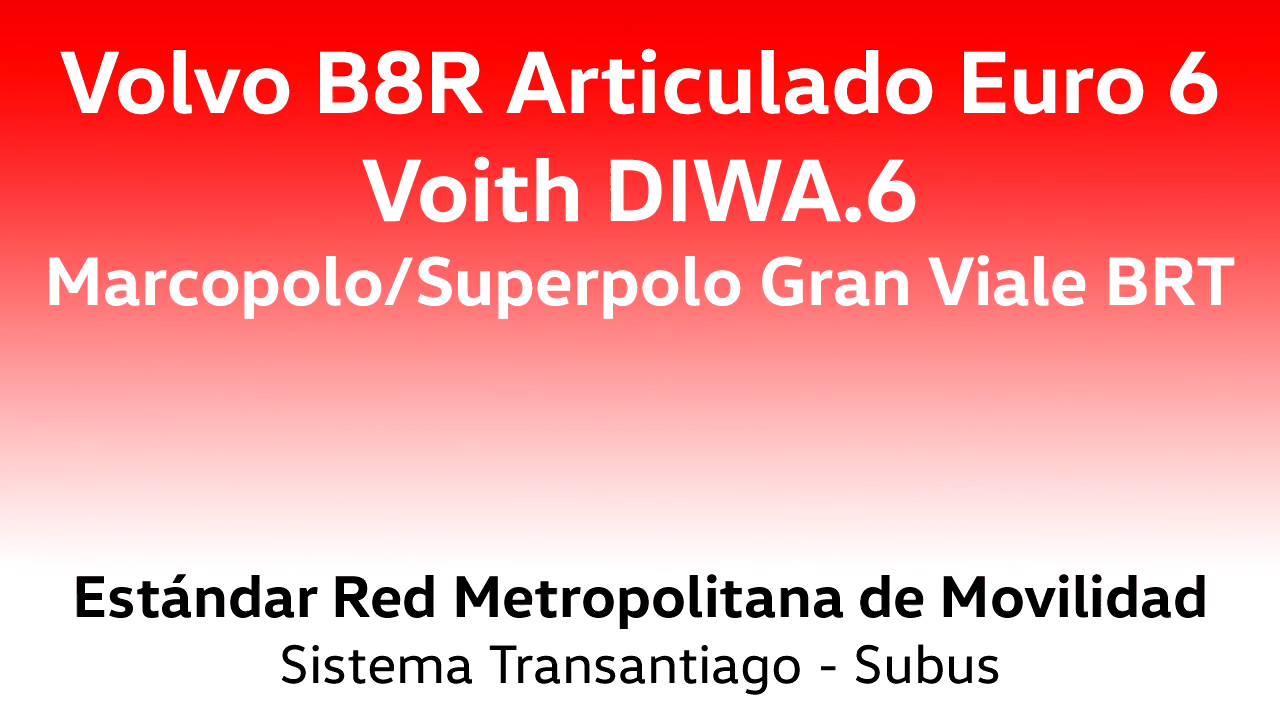 Volvo B8R Articulado Euro 6
Voith DIWA.6
Marcopolo/Superpolo Gran Viale BRT
Estándar Red Metropolitana de Movilidad
Sistema Transantiago - Subus